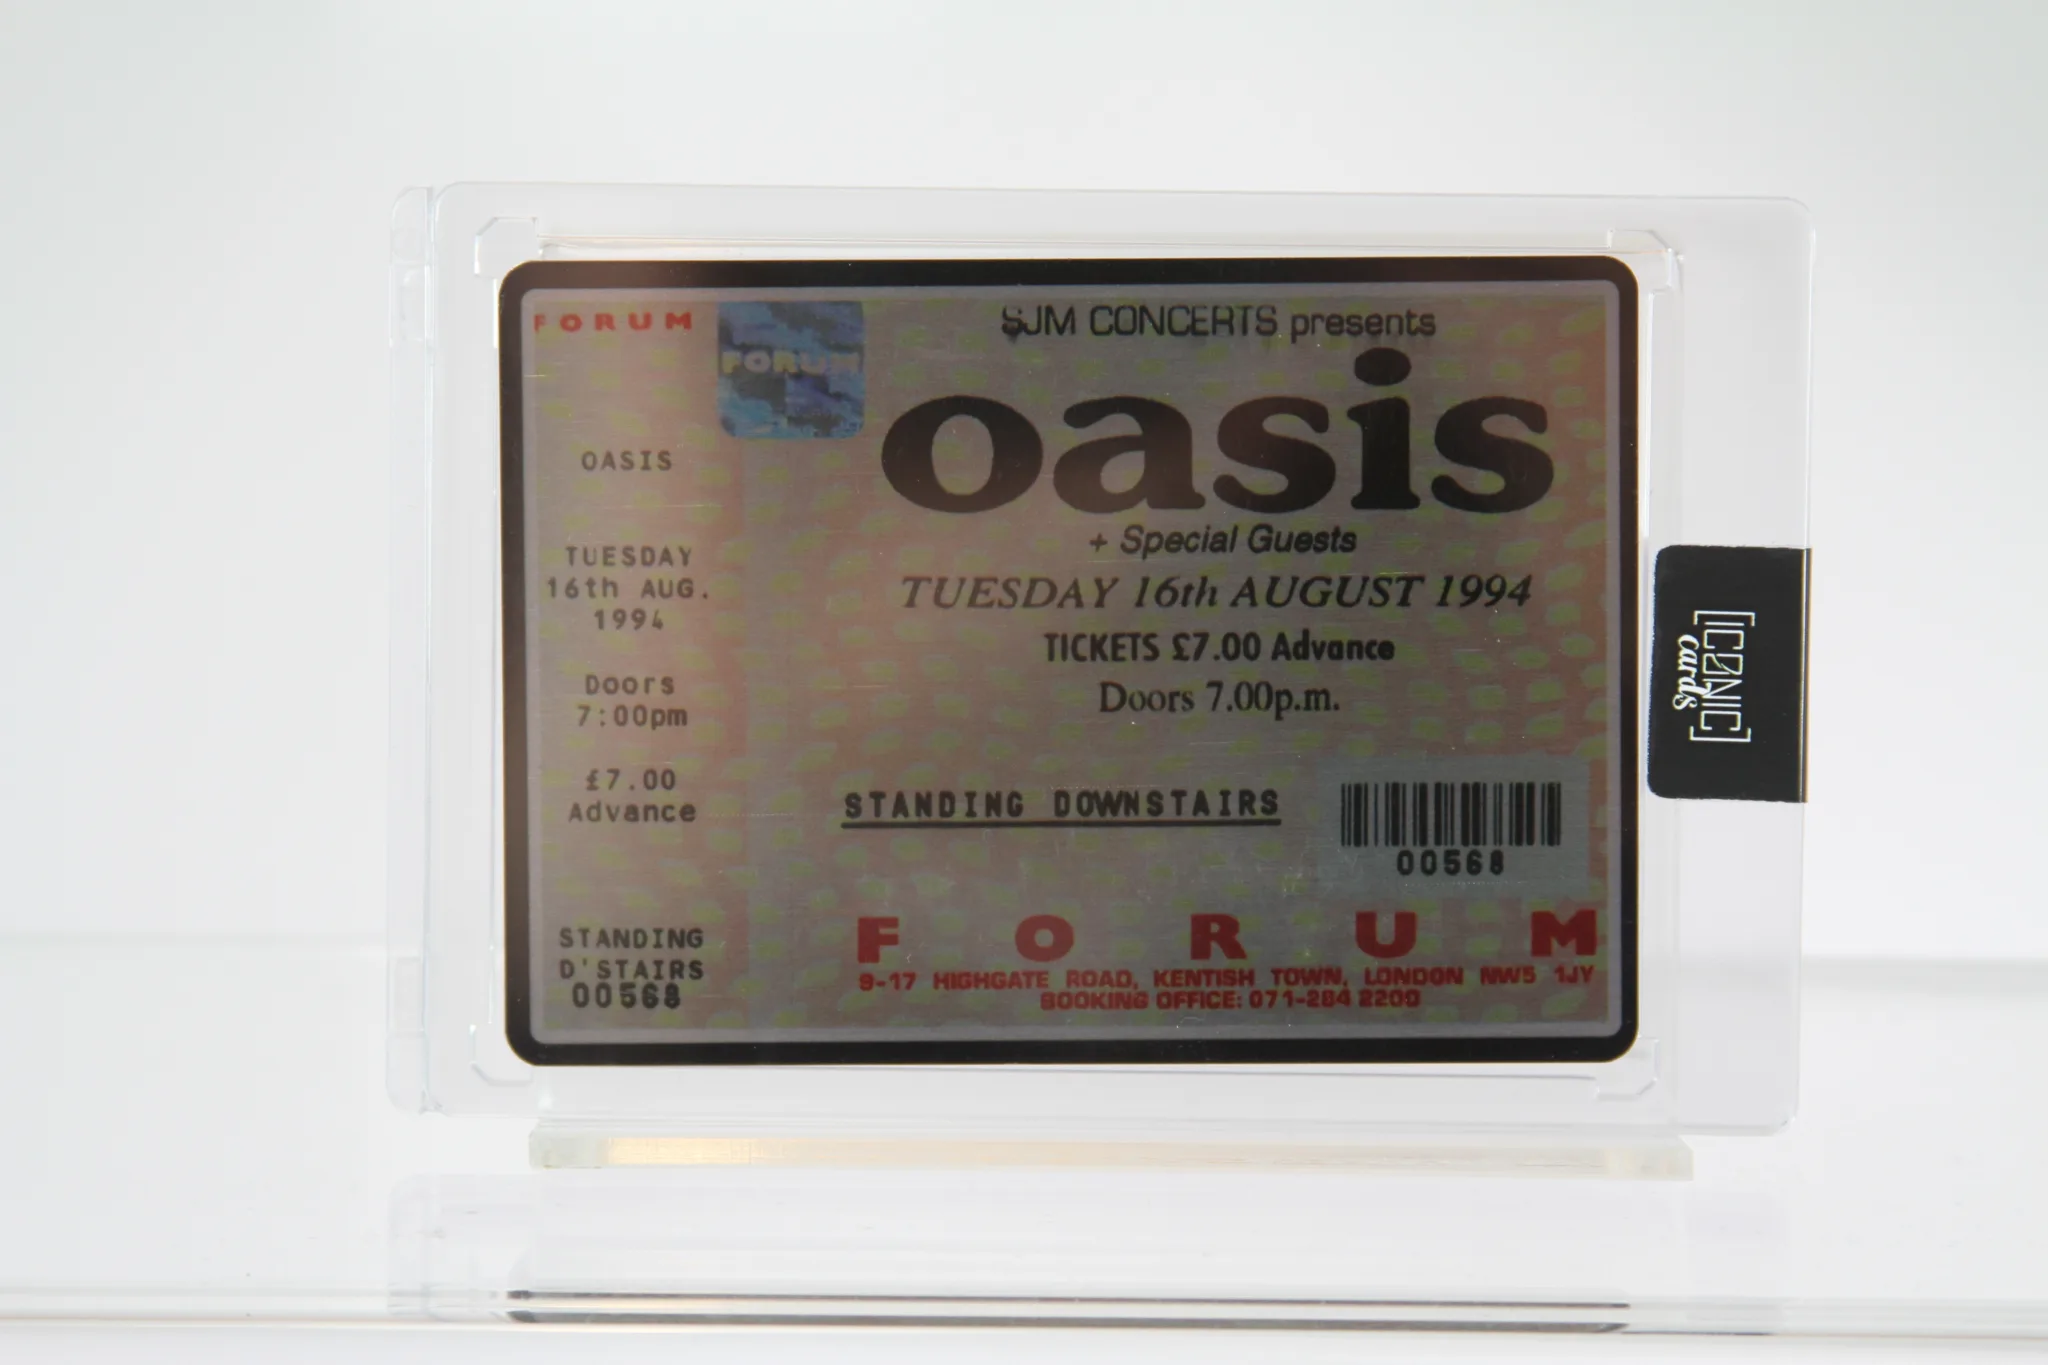 FORUM
OASIS
TUESDAY
16th AUG.
1994
Doors
7:00pm
£7.00
Advance
STANDING
D'STAIRS
00568
FORUM
SJM CONCERTS presents
oasis
+ Special Guests
TUESDAY 16th AUGUST 1994
TICKETS £7.00 Advance
Doors 7.00p.m.
STANDING DOWNSTAIRS
00568
FORUM
9-17 HIGHGATE ROAD, KENTISH TOWN, LONDON NW5 1JY
BOOKING OFFICE: 071-284 2200
[ICONIC]
cards